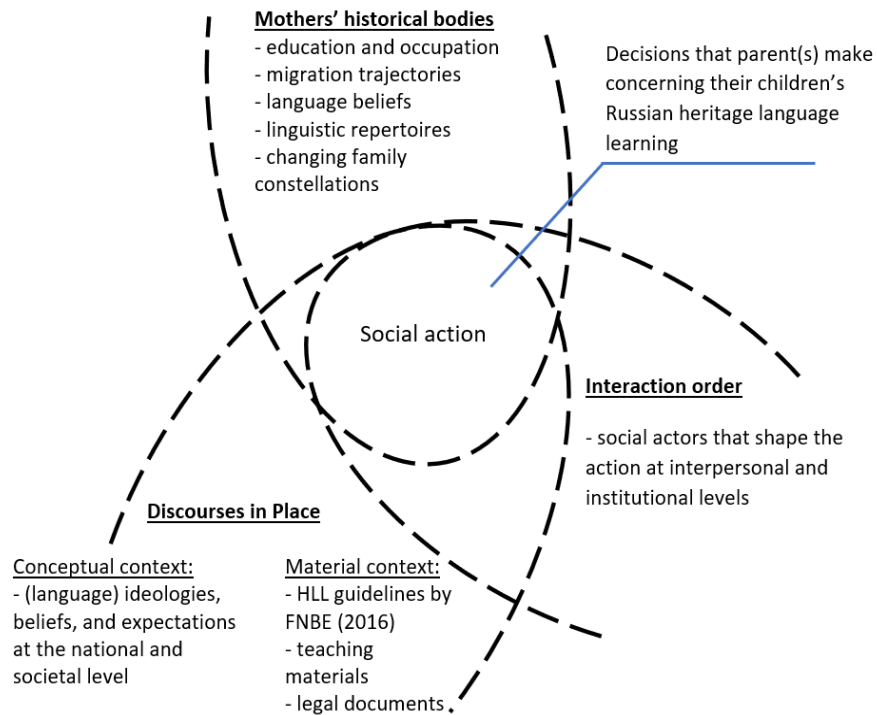 Mothers' historical bodies
- education and occupation
- migration trajectories
- language beliefs
- linguistic repertoires
- changing family
constellations
Decisions that parent(s) make
concerning their children's
Russian heritage language
learning
Social action
Interaction order
- social actors that shape the
action at interpersonal and
institutional levels
Discourses in Place
Conceptual context:
- (language) ideologies,
beliefs, and expectations
at the national and
societal level
Material context:
- HLL guidelines by
FNBE (2016)
- teaching
materials
- legal documents